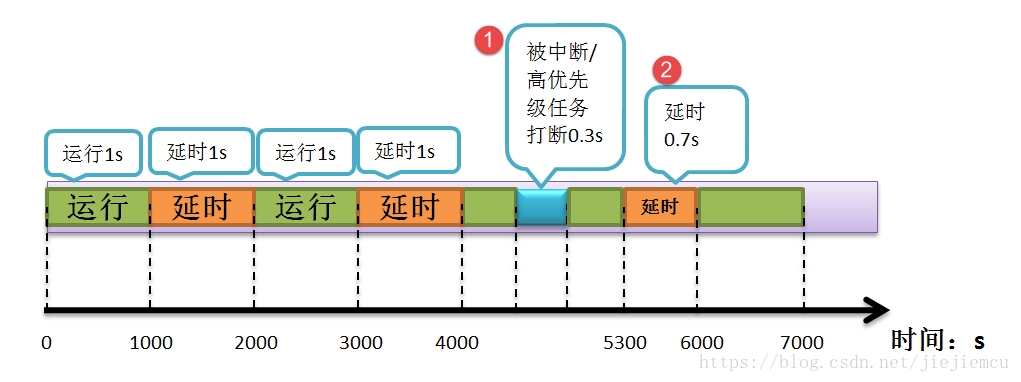 1
被中断/
高优先
级任务
打断0.3s
2
延时
0.7s
运行1s
延时1s
运行1s
延时1s
运行
延时
运行
延时
延时
0
1000
2000
3000
4000
5300
6000
7000
时间：s
https://blog.csdn.net/jiejiemcu